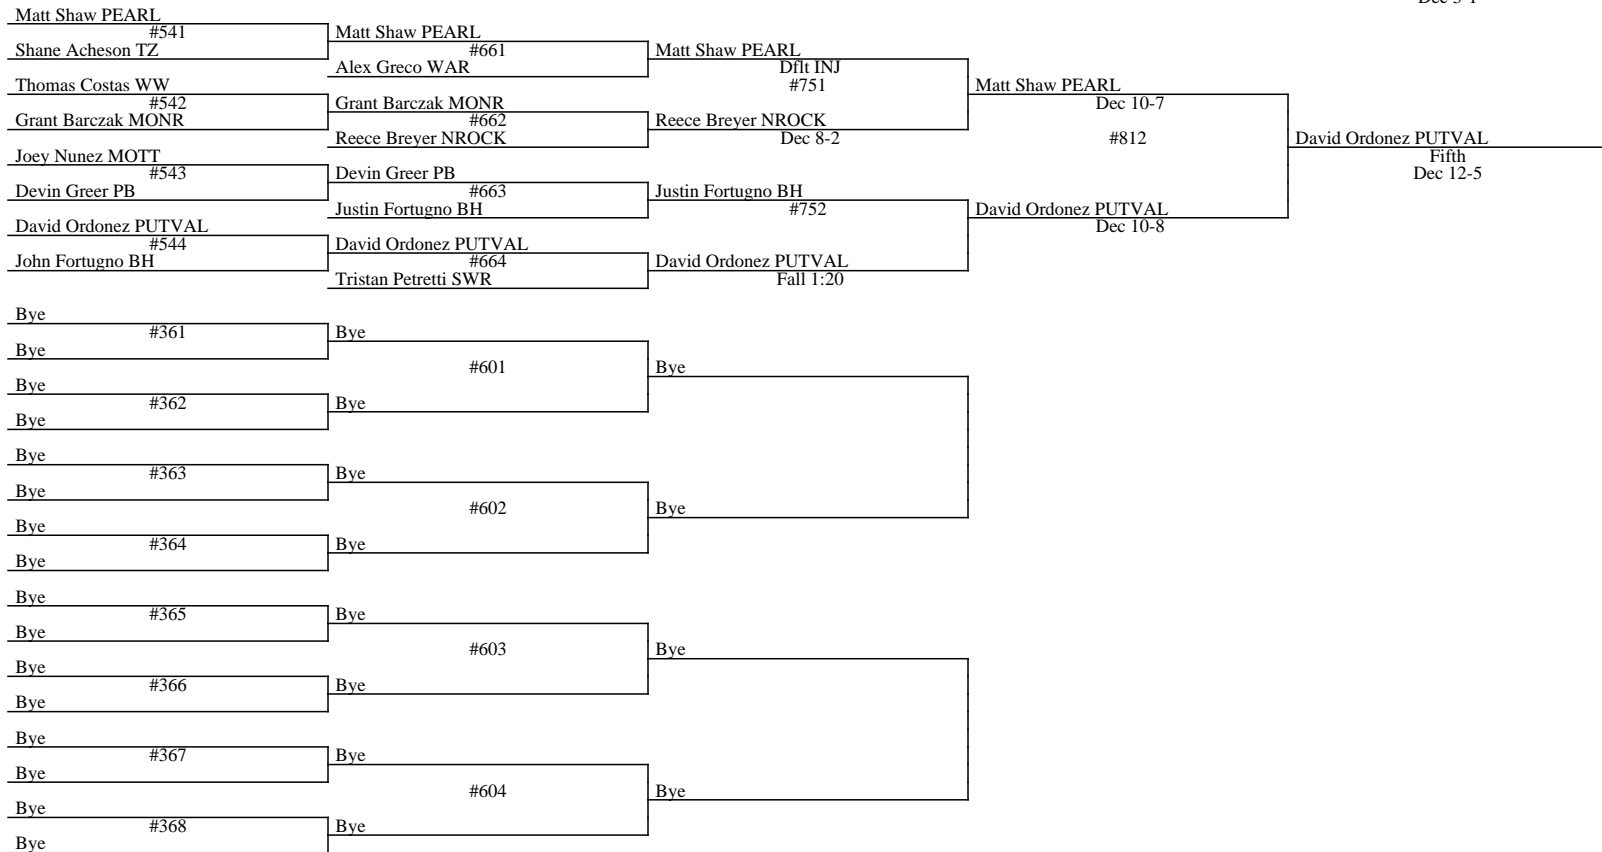 Matt Shaw PEARL
#541
Shane Acheson TZ
Thomas Costas WW
#542
Grant Barczak MONR
Joey Nunez MOTT
#543
Devin Greer PB
David Ordonez PUTVAL
#544
John Fortugno BH
Matt Shaw PEARL
#661
Alex Greco WAR
Grant Barczak MONR
#662
Reece Breyer NROCK
Devin Greer PB
#663
Justin Fortugno BH
David Ordonez PUTVAL
#664
Tristan Petretti SWR
Matt Shaw PEARL
Dflt INJ
#751
Reece Breyer NROCK
Dec 8-2
Justin Fortugno BH
#752
David Ordonez PUTVAL
Fall 1:20
Matt Shaw PEARL
Dec 10-7
#812
David Ordonez PUTVAL
Dec 10-8
David Ordonez PUTVAL
Fifth
Dec 12-5
Bye
#361
Bye
Bye
#362
Bye
Bye
#363
Bye
Bye
#364
Bye
Bye
#365
Bye
Bye
#366
Bye
Bye
#367
Bye
Bye
#368
Bye
Bye
#601
Bye
Bye
#602
Bye
Bye
#603
Bye
Bye
#604
Bye
Bye
Bye
Bye
Bye